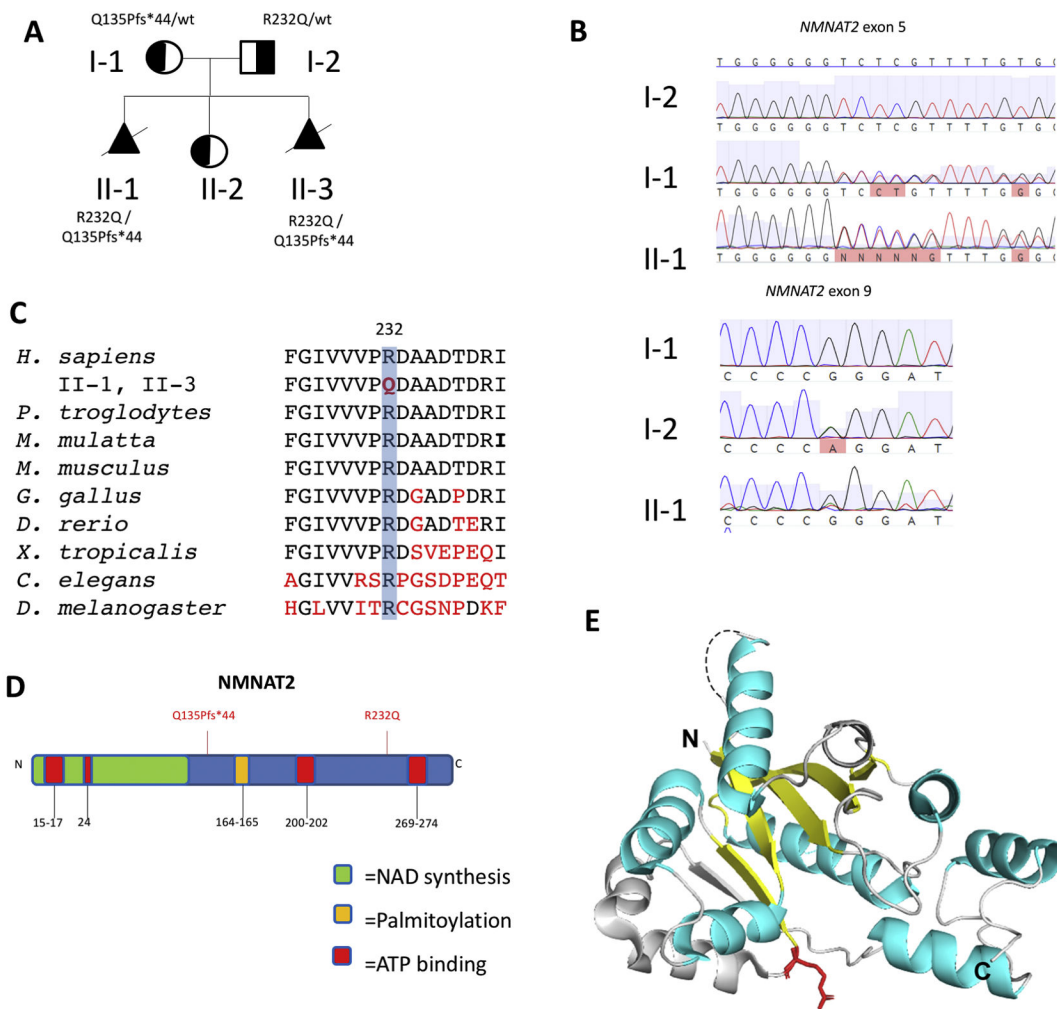 A
Q135Pfs*44/wt
R232Q/wt
I-1
I-2
II-1
II-2
II-3
R232Q /
Q135Pfs*44
R232Q
/Q135Pfs*44
B
NMNAT2 exon 5
T G G G G G G T C T C G T T T T G T G
I-2
T G G G G G G T C T C G T T T T G T G
I-1
T G G G G G G T C C T G T T T T G G G
II-1
T G G G G G G N N N N N G T T T G G G
NMNAT2 exon 9
I-1
C C C C G G G A T
I-2
C C C C A G G A T
II-1
C C C C G G G A T
C
232
H. sapiens FGIVVVPRDAADTDRI
II-1, II-3 FGIVVVPQDAADTDRI
P. troglodytes FGIVVVPRDAADTDRI
M. mulatta FGIVVVPRDAADTDRI
M. musculus FGIVVVPRDAADTDRI
G. gallus FGIVVVPRDGADPDRI
D. rerio FGIVVVPRDGADTERI
X. tropicalis FGIVVVPRDSVEPEQI
C. elegans AGIVVRSRPGSDPEQT
D. melanogaster HGLVVITRCGSNPDKF
D
NMNAT2
Q135Pfs*44
R232Q
N
C
15-17
24
164-165
200-202
269-274
=NAD synthesis
=Palmitoylation
=ATP binding
E
N
C